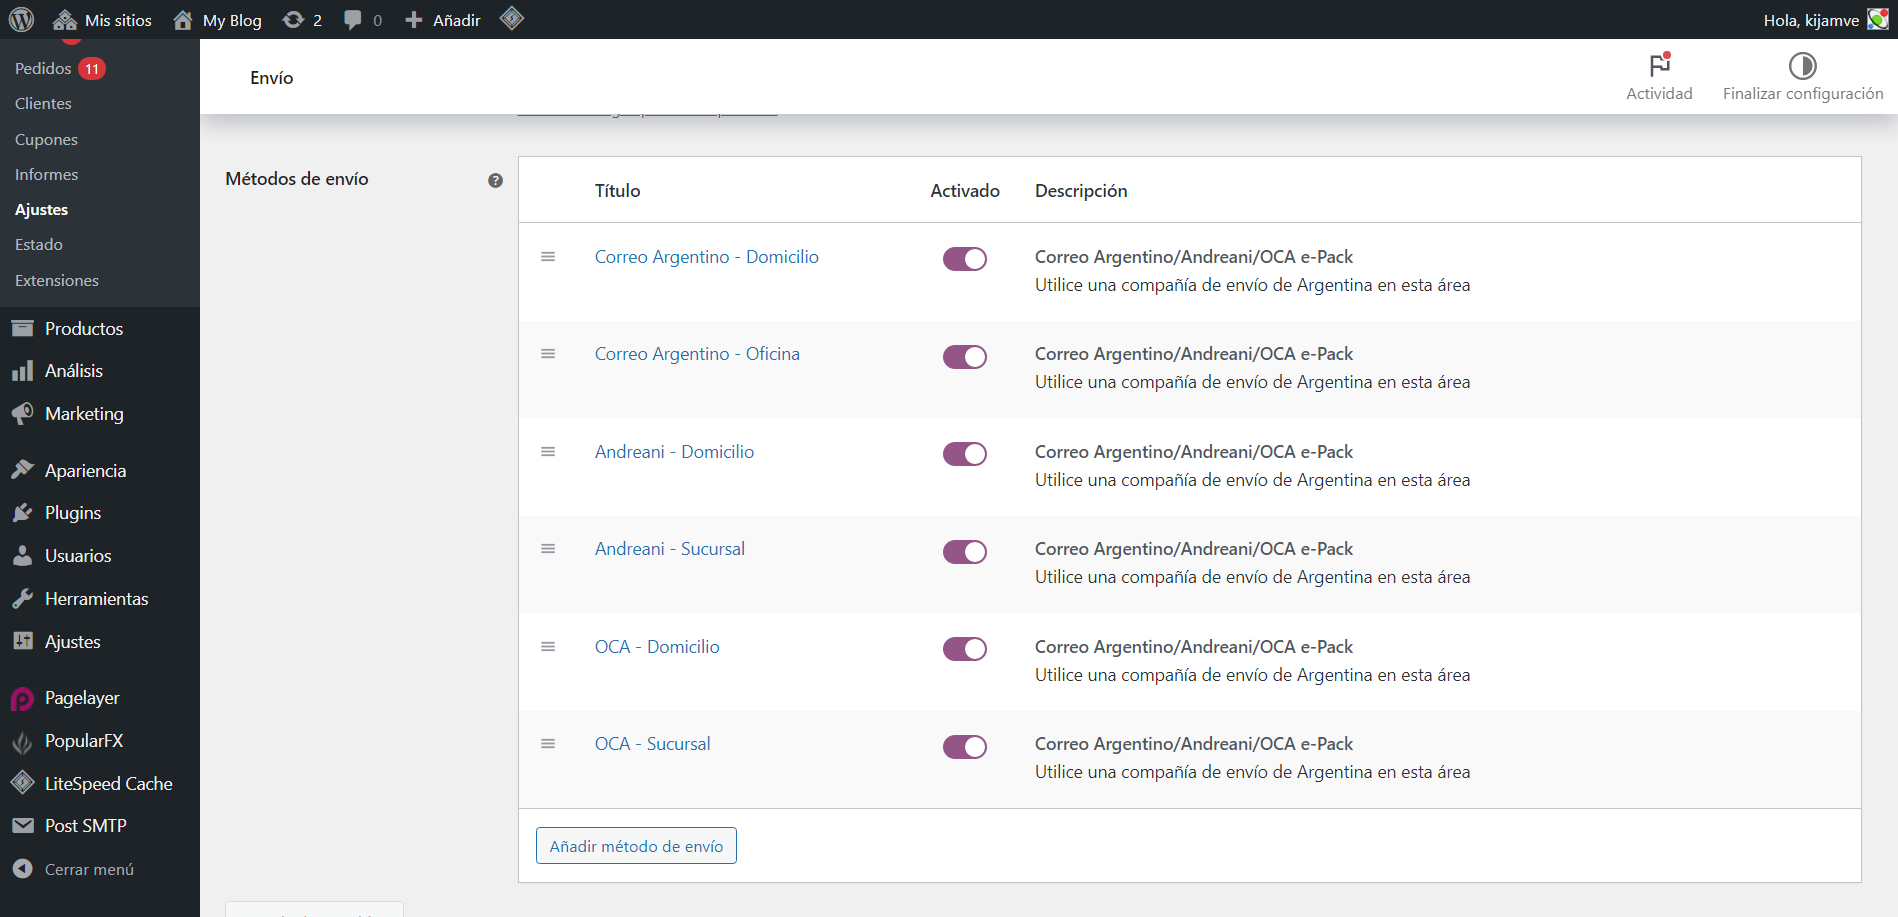 Mis sitios
My Blog
2
0
Añadir
Hola, kijamve
Pedidos 11
Clientes
Cupones
Informes
Ajustes
Estado
Extensiones
Productos
Análisis
Marketing
Apariencia
Plugins
Usuarios
Herramientas
Ajustes
Pagelayer
PopularFX
LiteSpeed Cache
Post SMTP
Cerrar menú
Envío
Actividad
Finalizar configuración
Métodos de envío
Título Activado Descripción
Correo Argentino - Domicilio
Correo Argentino/Andreani/OCA e-Pack
Utilice una compañía de envío de Argentina en esta área
Correo Argentino - Oficina
Correo Argentino/Andreani/OCA e-Pack
Utilice una compañía de envío de Argentina en esta área
Andreani - Domicilio
Correo Argentino/Andreani/OCA e-Pack
Utilice una compañía de envío de Argentina en esta área
Andreani - Sucursal
Correo Argentino/Andreani/OCA e-Pack
Utilice una compañía de envío de Argentina en esta área
OCA - Domicilio
Correo Argentino/Andreani/OCA e-Pack
Utilice una compañía de envío de Argentina en esta área
OCA - Sucursal
Correo Argentino/Andreani/OCA e-Pack
Utilice una compañía de envío de Argentina en esta área
Añadir método de envío